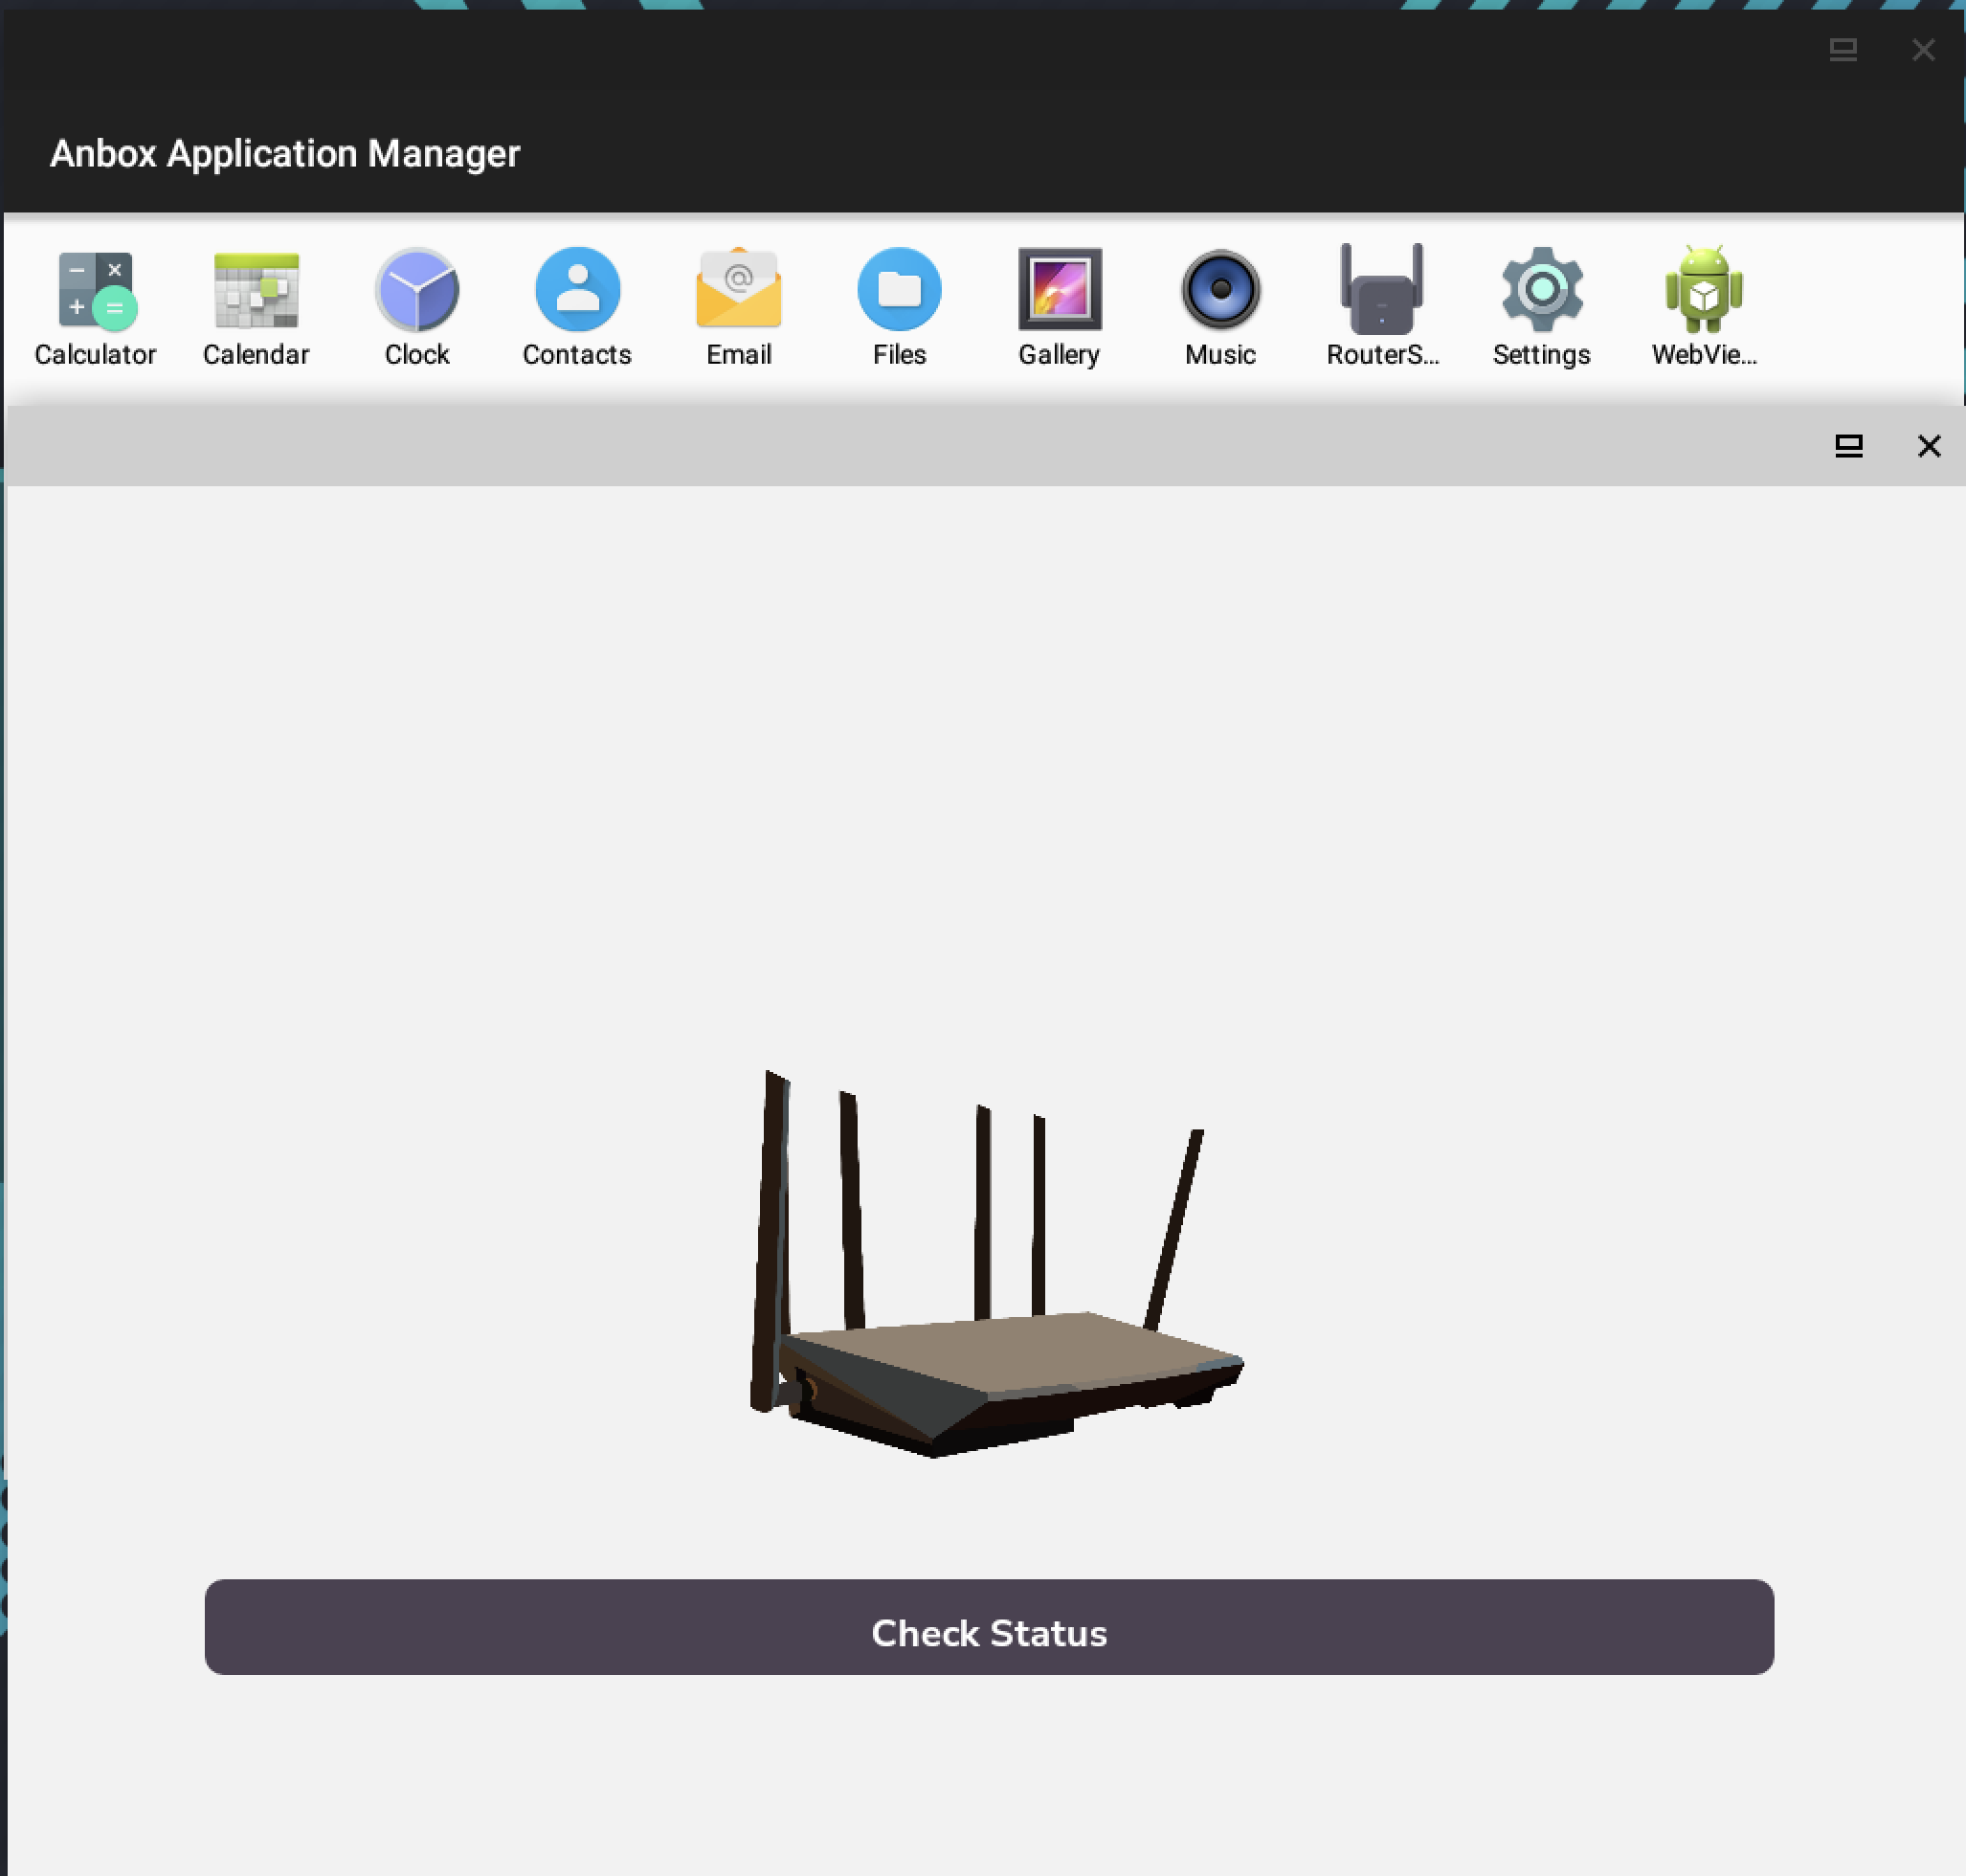 Anbox Application Manager
Calculator Calendar Clock Contacts Email Files Gallery Music RouterS... Settings WebVie...
Check Status